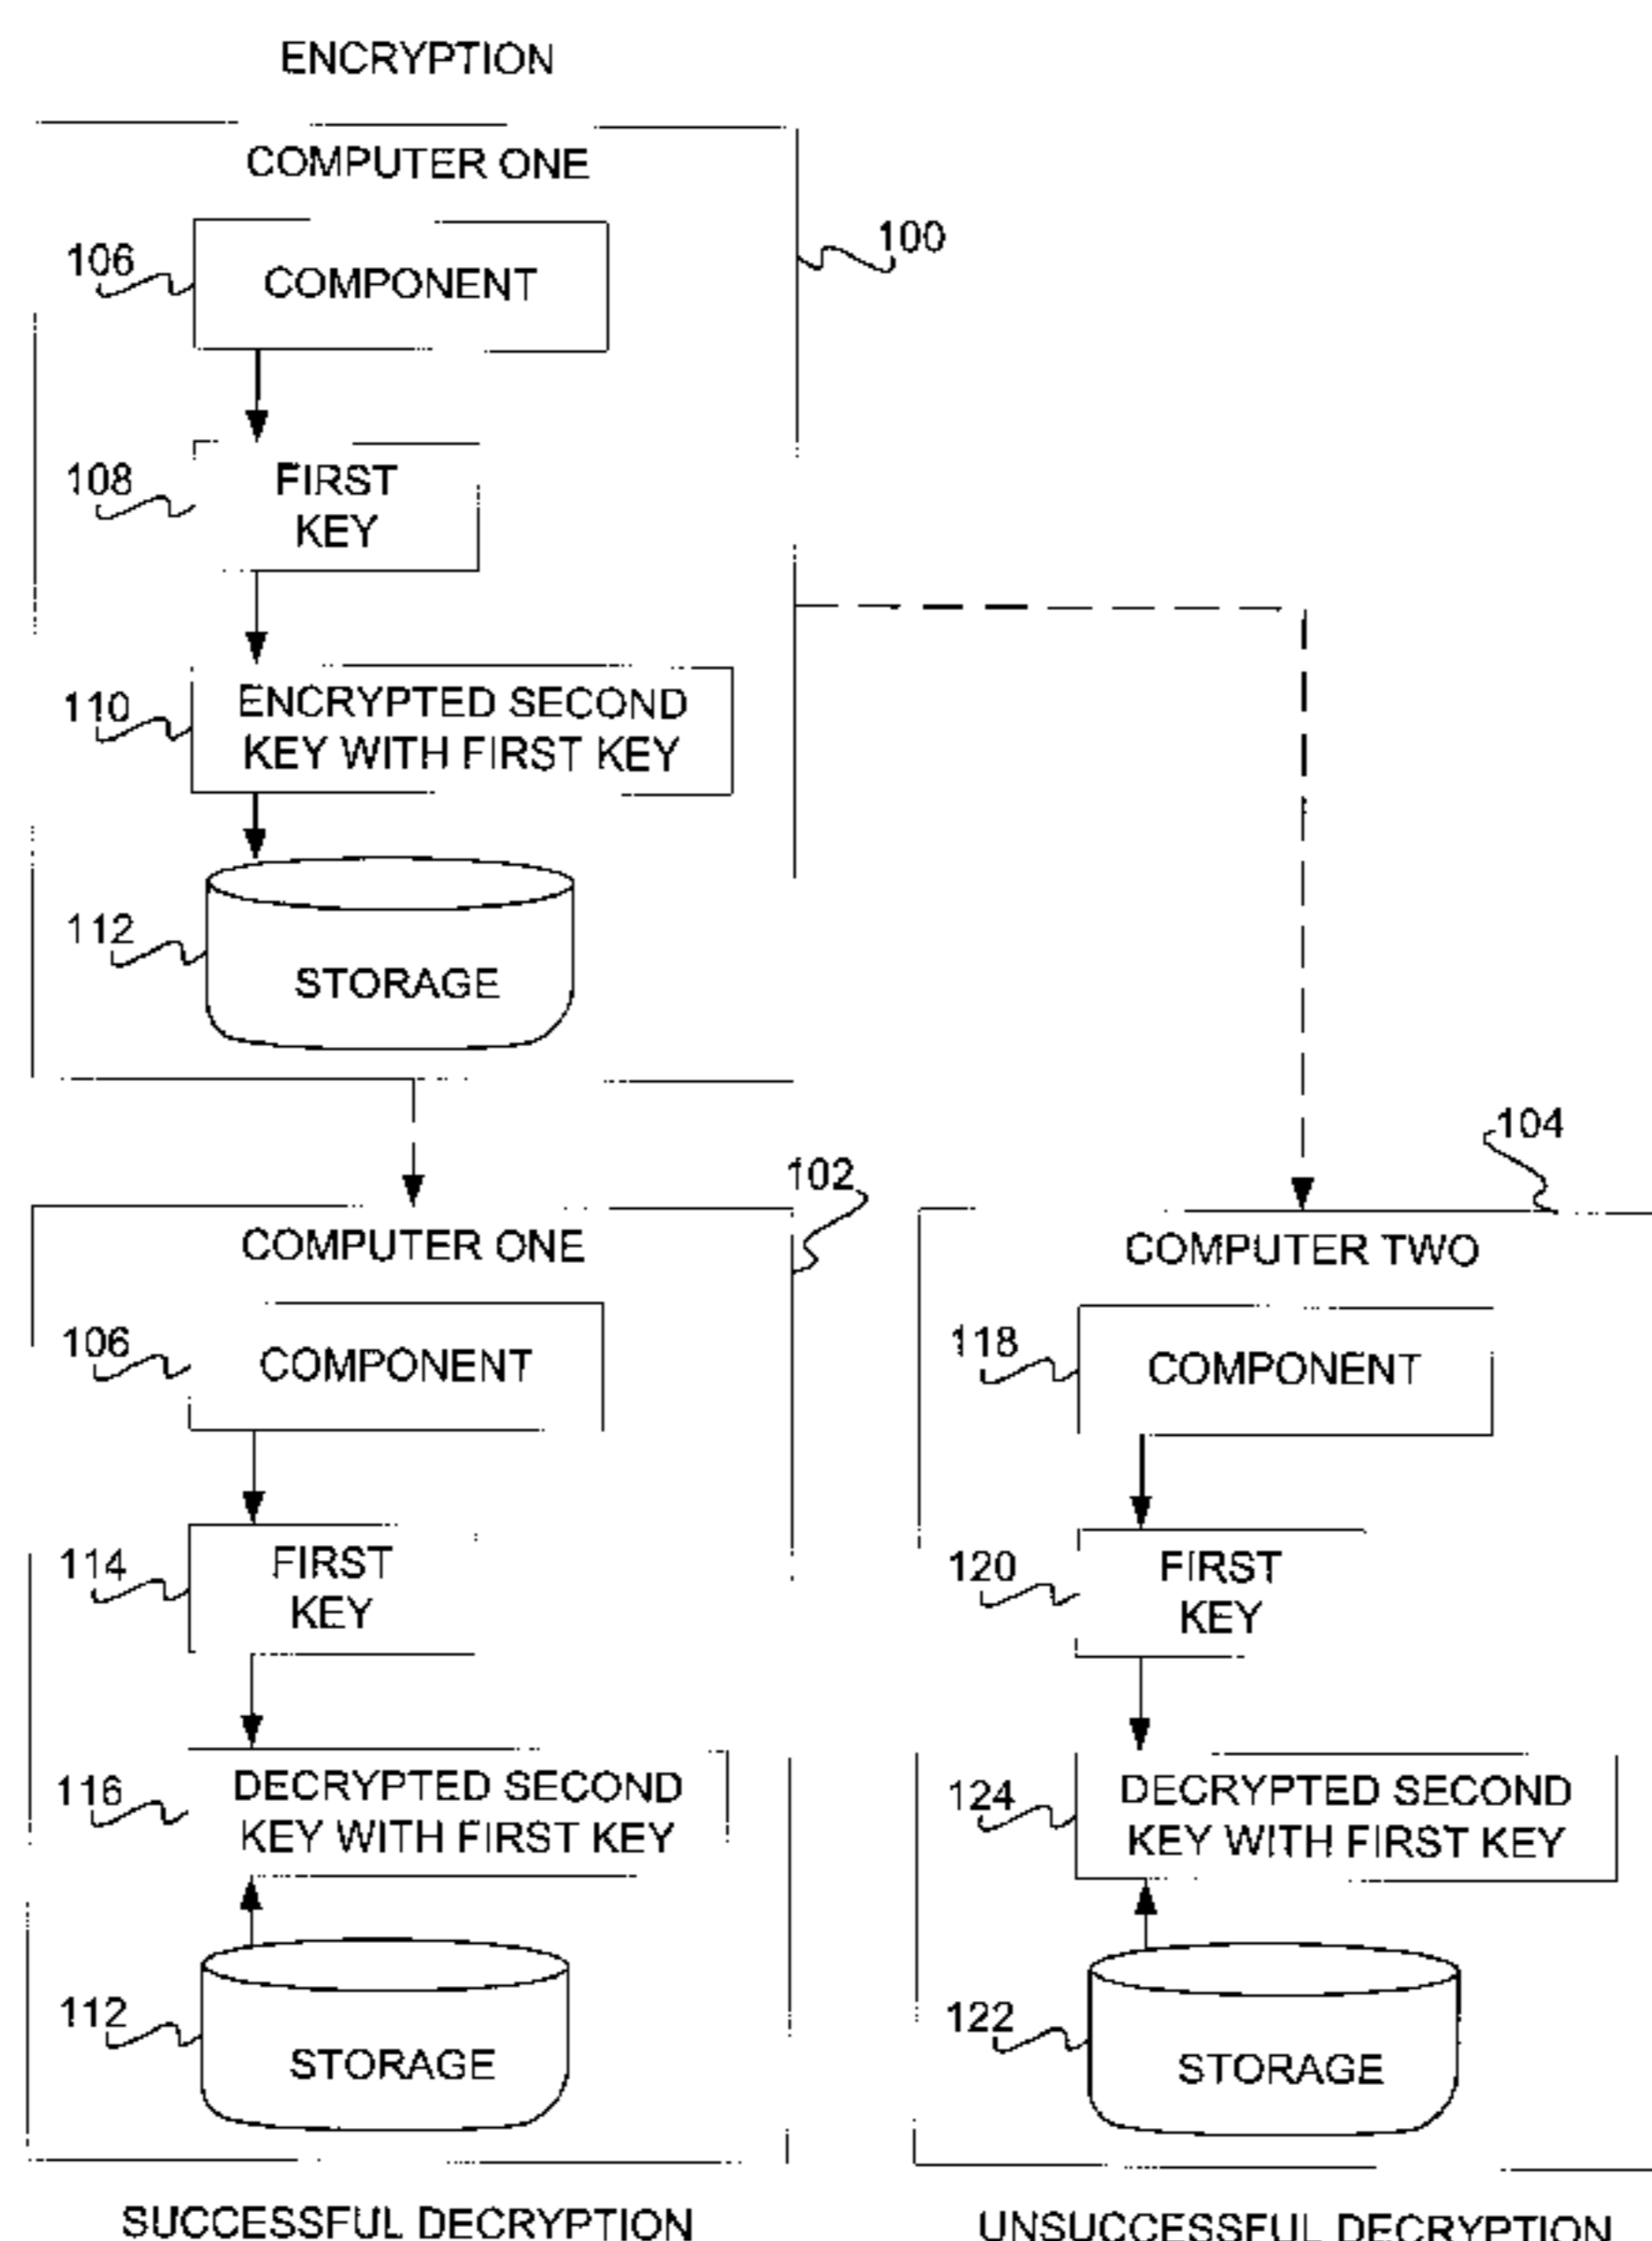 ENCRYPTION
COMPUTER ONE
100
106
COMPONENT
108
FIRST
KEY
110
ENCRYPTED SECOND
KEY WITH FIRST KEY
112
STORAGE
102
COMPUTER ONE
106
COMPONENT
114
FIRST
KEY
116
DECRYPTED SECOND
KEY WITH FIRST KEY
112
STORAGE
SUCCESSFUL DECRYPTION
104
COMPUTER TWO
118
COMPONENT
120
FIRST
KEY
124
DECRYPTED SECOND
KEY WITH FIRST KEY
122
STORAGE
UNSUCCESSFUL DECRYPTION